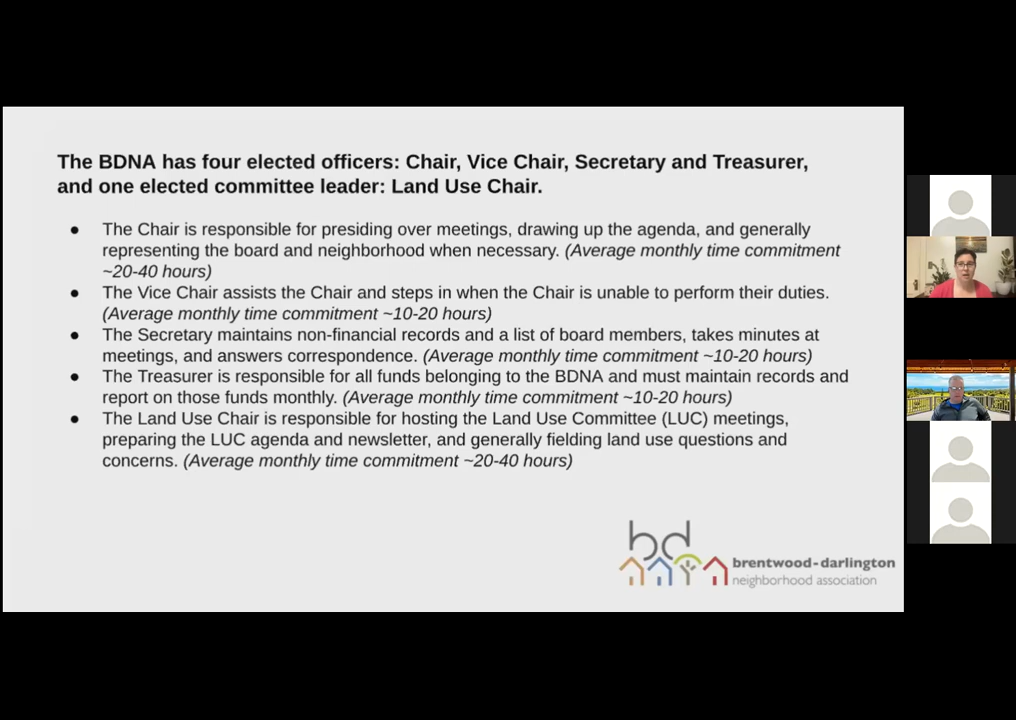 The BDNA has four elected officers: Chair, Vice Chair, Secretary and Treasurer,
and one elected committee leader: Land Use Chair.
● The Chair is responsible for presiding over meetings, drawing up the agenda, and generally
representing the board and neighborhood when necessary. (Average monthly time commitment
~20-40 hours)
● The Vice Chair assists the Chair and steps in when the Chair is unable to perform their duties.
(Average monthly time commitment ~10-20 hours)
● The Secretary maintains non-financial records and a list of board members, takes minutes at
meetings, and answers correspondence. (Average monthly time commitment ~10-20 hours)
● The Treasurer is responsible for all funds belonging to the BDNA and must maintain records and
report on those funds monthly. (Average monthly time commitment ~10-20 hours)
● The Land Use Chair is responsible for hosting the Land Use Committee (LUC) meetings,
preparing the LUC agenda and newsletter, and generally fielding land use questions and
concerns. (Average monthly time commitment ~20-40 hours)
bd
brentwood-darlington
neighborhood association